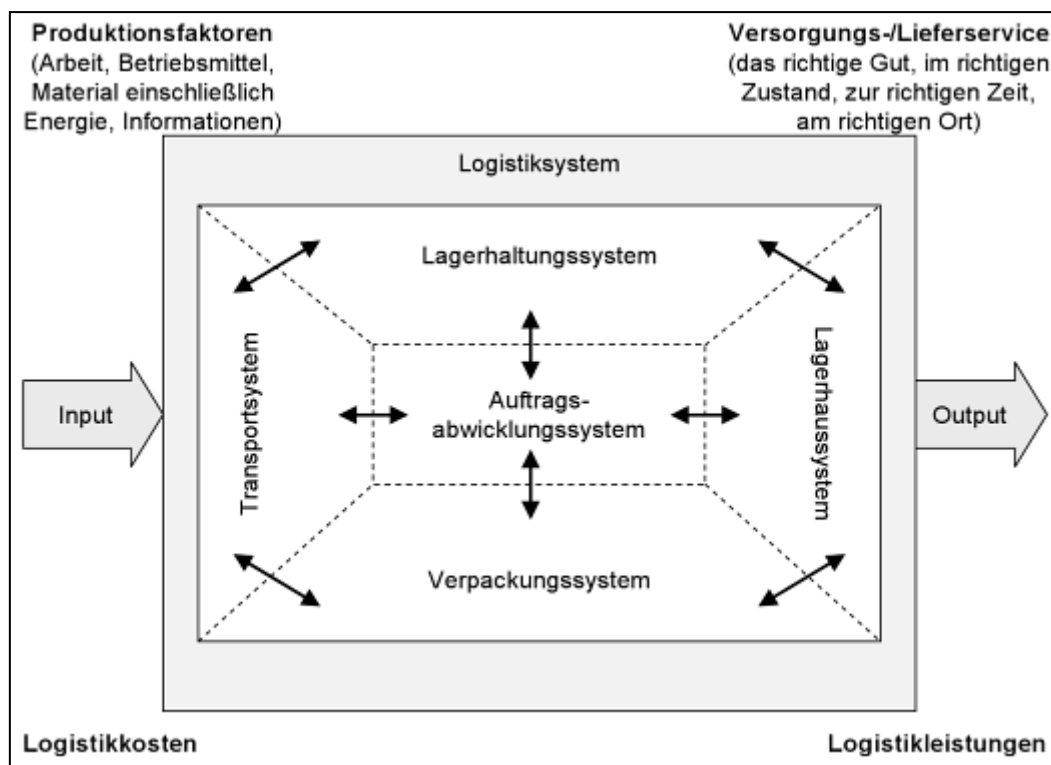 Produktionsfaktoren
(Arbeit, Betriebsmittel,
Material einschließlich
Energie, Informationen)
Versorgungs-/Lieferservice
(das richtige Gut, im richtigen
Zustand, zur richtigen Zeit,
am richtigen Ort)
Logistiksystem
Lagerhaltungssystem
Input
Transportsystem
Auftrags-
abwicklungssystem
Lagerhaussystem
Output
Verpackungssystem
Logistikkosten
Logistikleistungen